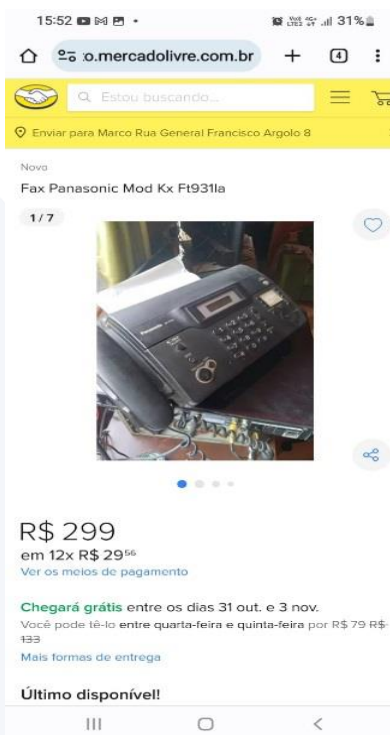 15:52
31%
o.mercadolivre.com.br
4
Estou buscando...
Enviar para Marco Rua General Francisco Argolo 8
Novo
Fax Panasonic Mod Kx Ft931la
1/7
Panasonic
R$ 299
em 12x R$ 29⁵⁶
Ver os meios de pagamento
Chegará grátis entre os dias 31 out. e 3 nov.
Você pode tê-lo entre quarta-feira e quinta-feira por R$ 79 R$
133
Mais formas de entrega
Último disponível!